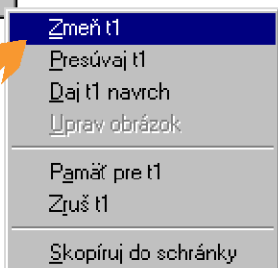 Zmeň t1
Presúvaj t1
Daj t1 navrch
Uprav obrázok
Pamäť pre t1
Zruš t1
Skopíruj do schránky